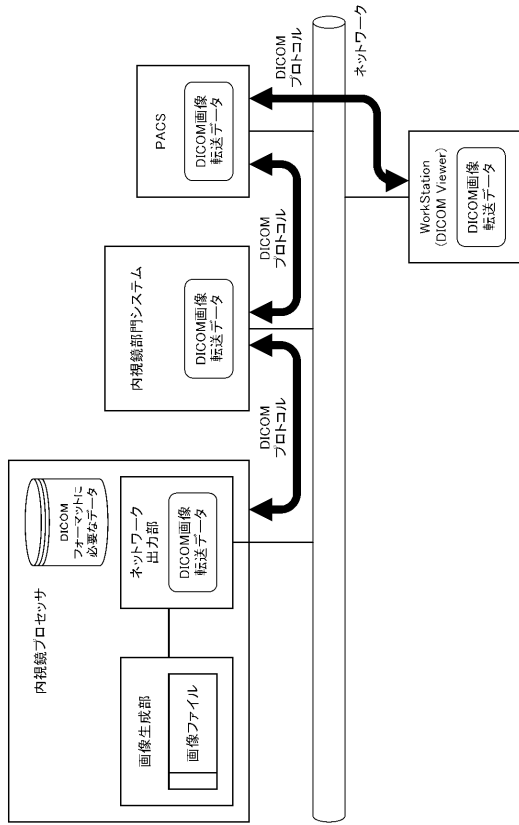 内視鏡プロセッサ
DICOM
フォーマットに
必要なデータ
画像生成部
画像ファイル
ネットワーク
出力部
DICOM画像
転送データ
DICOM
プロトコル
内視鏡部門システム
DICOM画像
転送データ
DICOM
プロトコル
PACS
DICOM画像
転送データ
DICOM
プロトコル
ネットワーク
WorkStation
(DICOM Viewer)
DICOM画像
転送データ